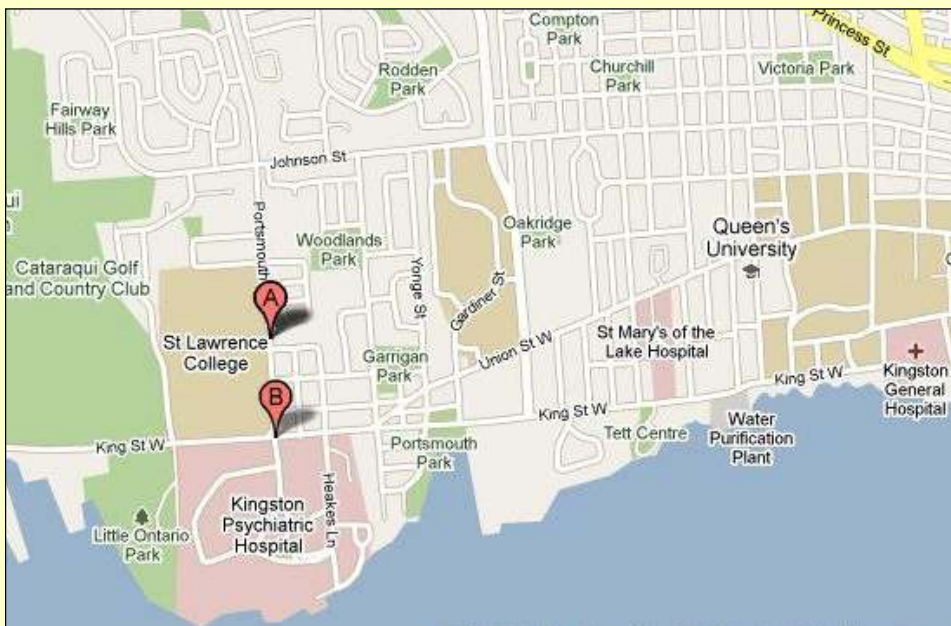 Compton
Park
Princess St
Rodden
Park
Churchill
Park
Victoria Park
Fairway
Hills Park
Johnson St
Portsmouth
Woodlands
Park
Oakridge
Park
Queen's
University
Cataraqui Golf
and Country Club
Yonge St
Gardiner St
A
St Lawrence
College
Garrigan
Park
Union St W
St Mary's of the
Lake Hospital
Kingston
General
Hospital
B
King St W
King St W
King St W
Portsmouth
Park
Tett Centre
Water
Purification
Plant
Kingston
Psychiatric
Hospital
Heakes Ln
Little Ontario
Park